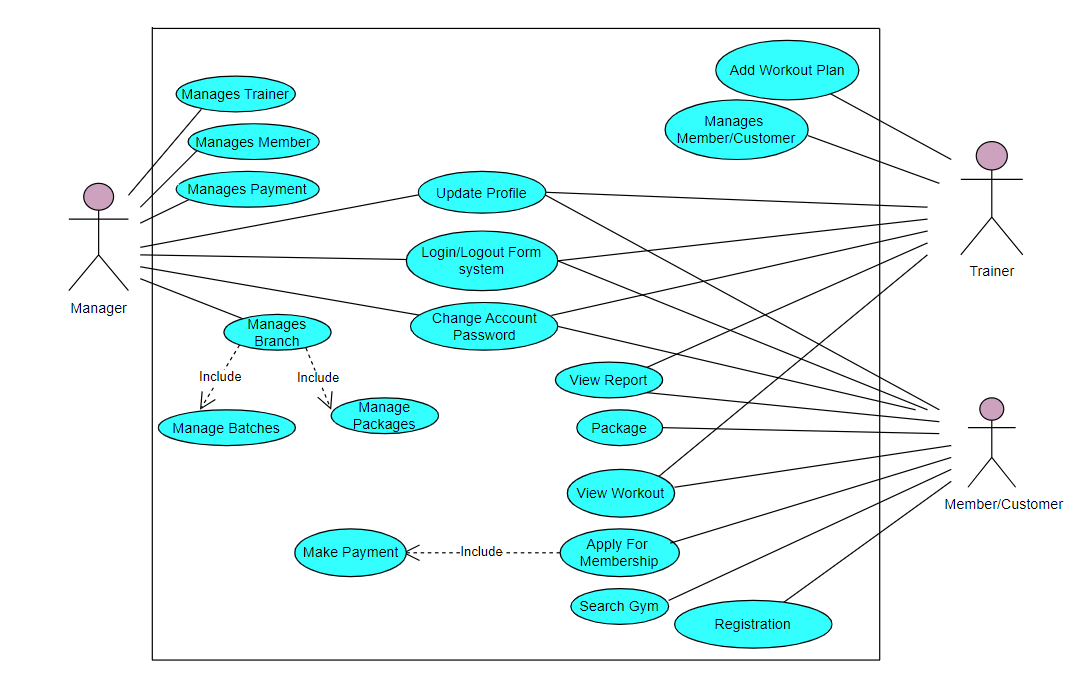 Add Workout Plan
Manages Trainer
Manages
Member/Customer
Manages Member
Manages Payment
Update Profile
Login/Logout Form
system
Trainer
Manager
Change Account
Password
Manages
Branch
Include
Include
View Report
Manage
Packages
Manage Batches
Package
View Workout
Member/Customer
Make Payment
Include
Apply For
Membership
Search Gym
Registration